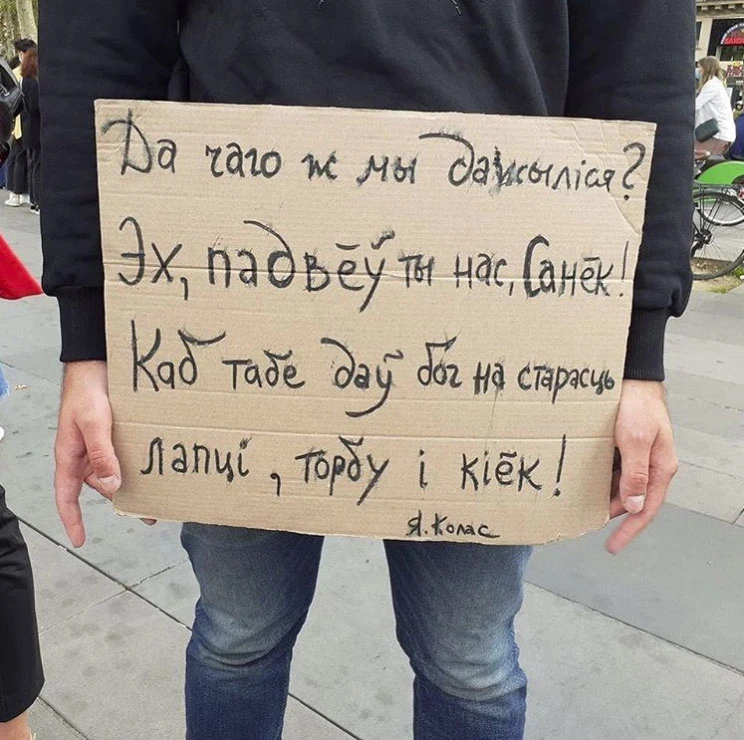 Да чаго ж мы дажыліся?
Эх, падвёў ты нас, Санёк!
Каб табе даў бог на старасць
лапці, торбу і кіёк!
Я. Колас